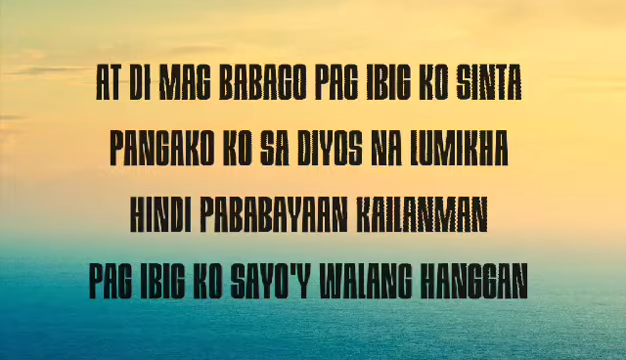 AT DI MAG BABAGO PAG IBIG KO SINTA
PANGAKO KO SA DIYOS NA LUMIKHA
HINDI PABABAYAAN KAILANMAN
PAG IBIG KO SAYO'Y WALANG HANGGAN